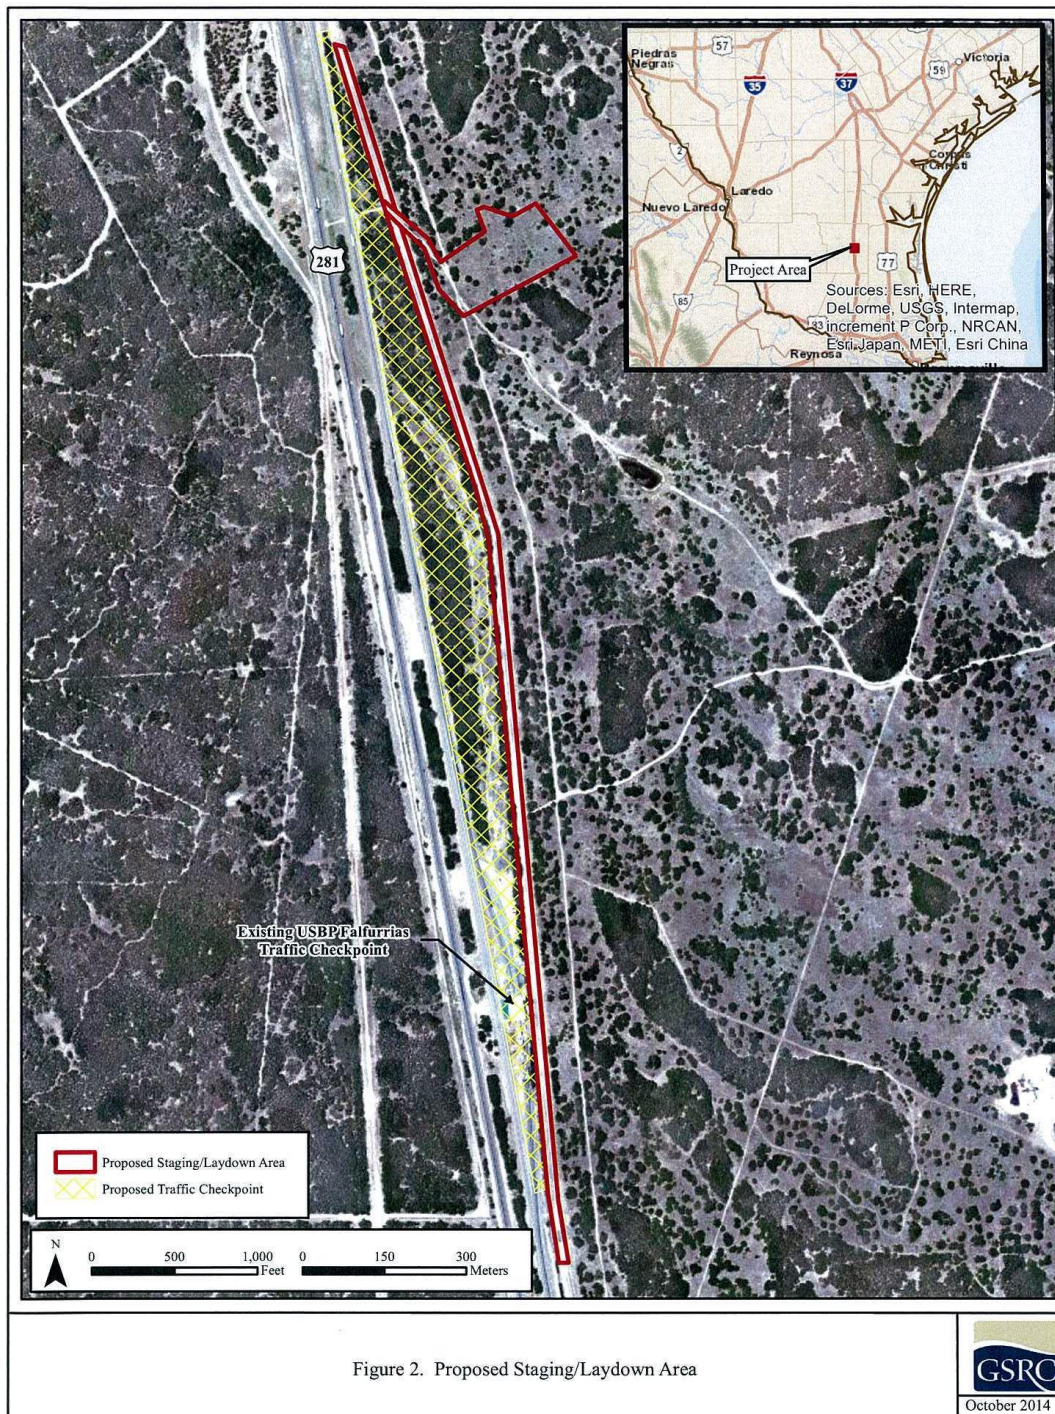 Piedras
Negras
57
35
37
59
Victoria
2
Corpus
Christi
Laredo
Nuevo Laredo
Project Area
77
85
83
Reynosa
Sources: Esri, HERE,
DeLorme, USGS, Intermap,
increment P Corp., NRCAN,
Esri Japan, METI, Esri China
281
Existing USBP Falfurrias
Traffic Checkpoint
Proposed Staging/Laydown Area
Proposed Traffic Checkpoint
N
0 500 1,000 Feet
0 150 300 Meters
Figure 2. Proposed Staging/Laydown Area
GSRC
October 2014